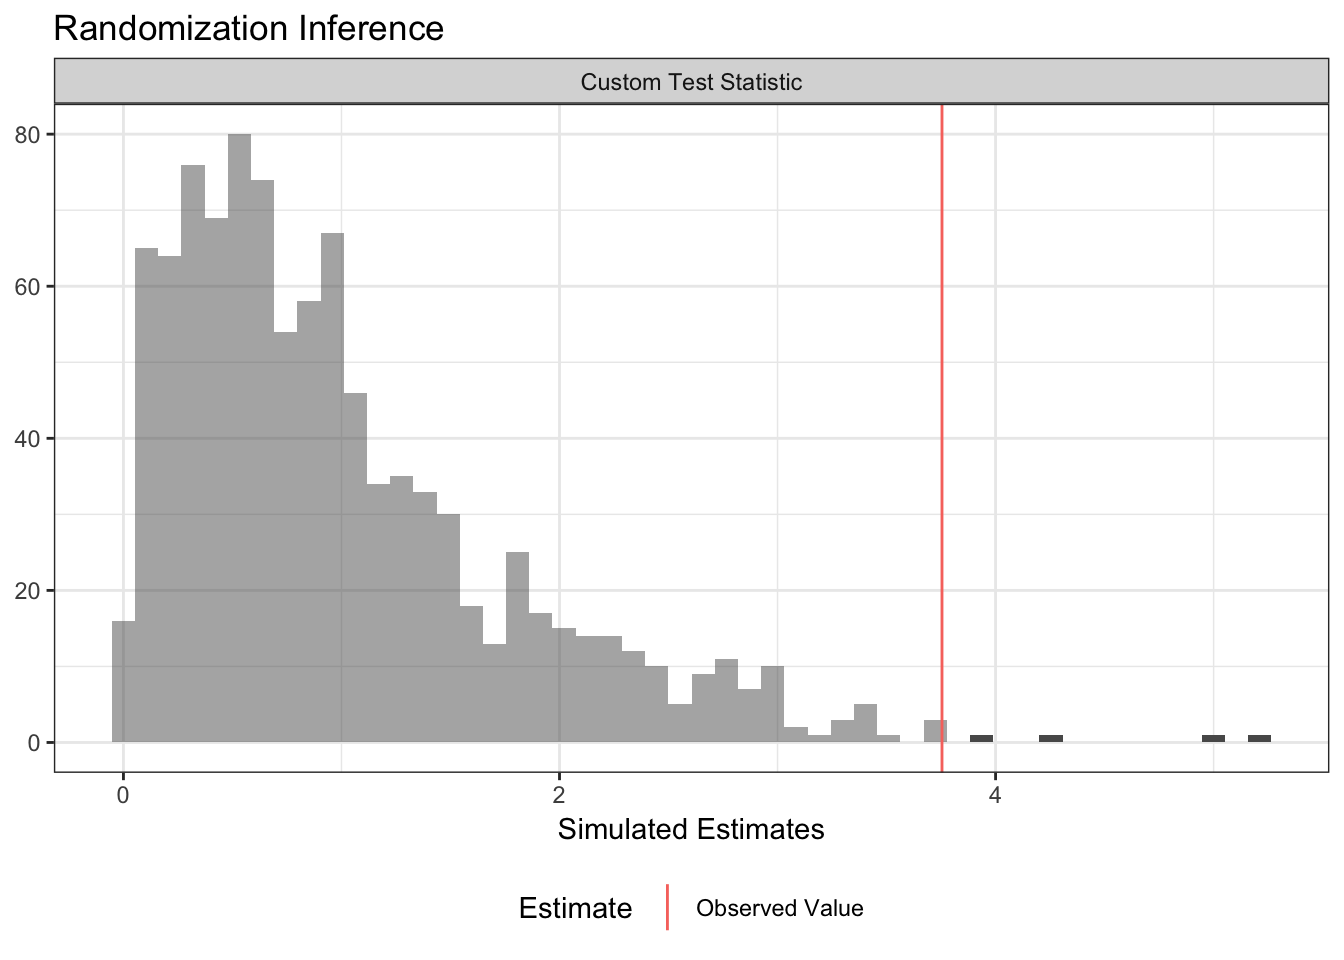 Randomization Inference
Custom Test Statistic
80
60
40
20
0
0 2 4
Simulated Estimates
Estimate Observed Value